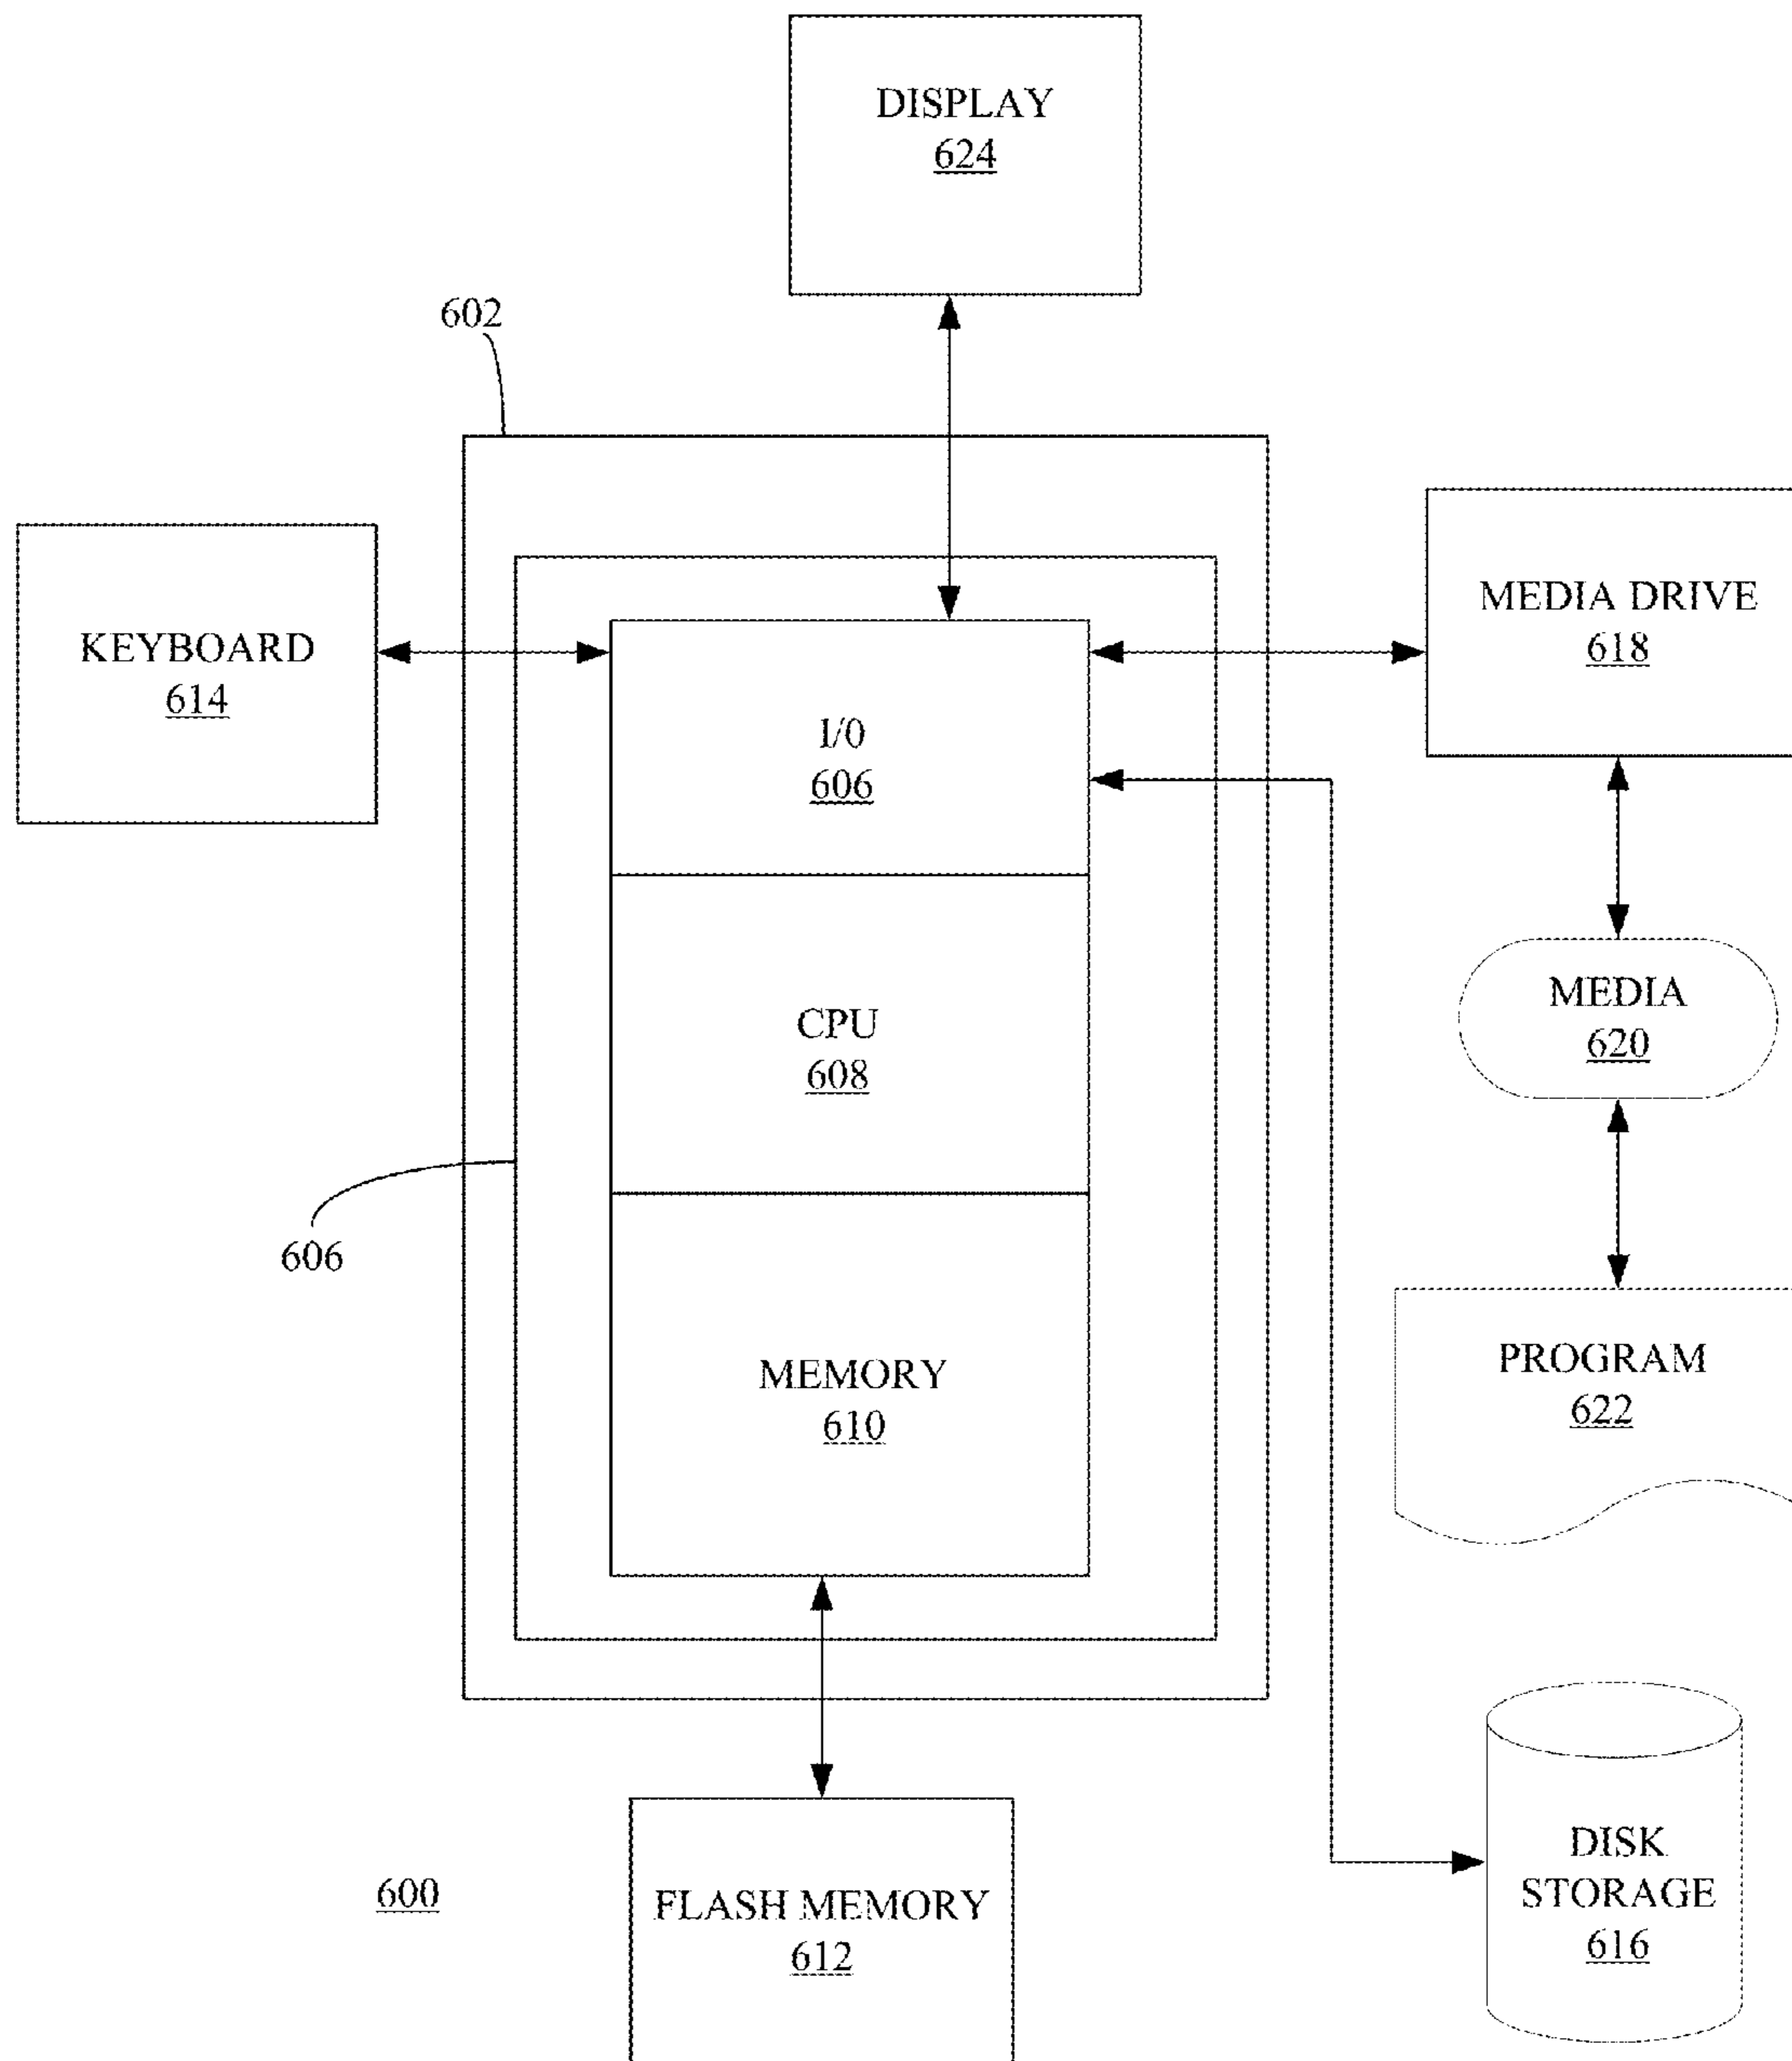 DISPLAY
624
602
KEYBOARD
614
I/0
606
MEDIA DRIVE
618
CPU
608
MEDIA
620
606
MEMORY
610
PROGRAM
622
600
FLASH MEMORY
612
DISK
STORAGE
616